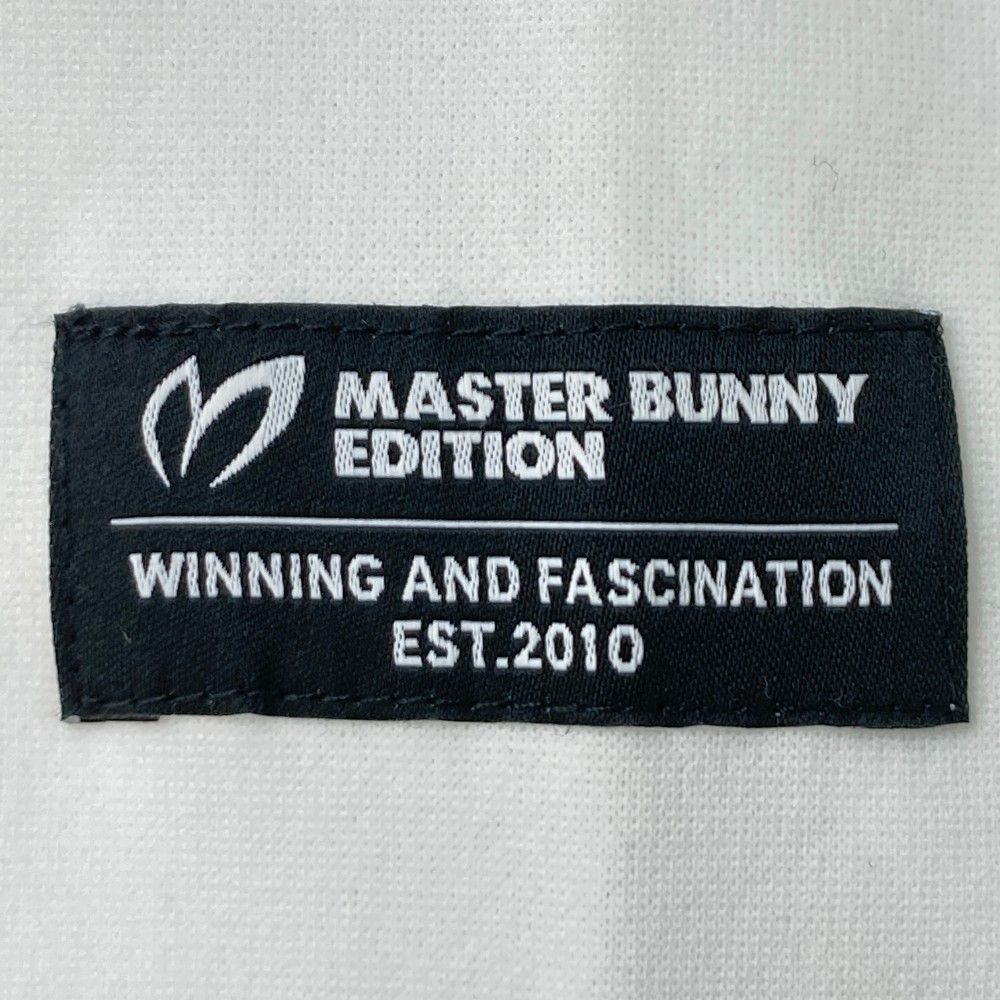 MASTER BUNNY
EDITION
WINNING AND FASCINATION
EST.2010